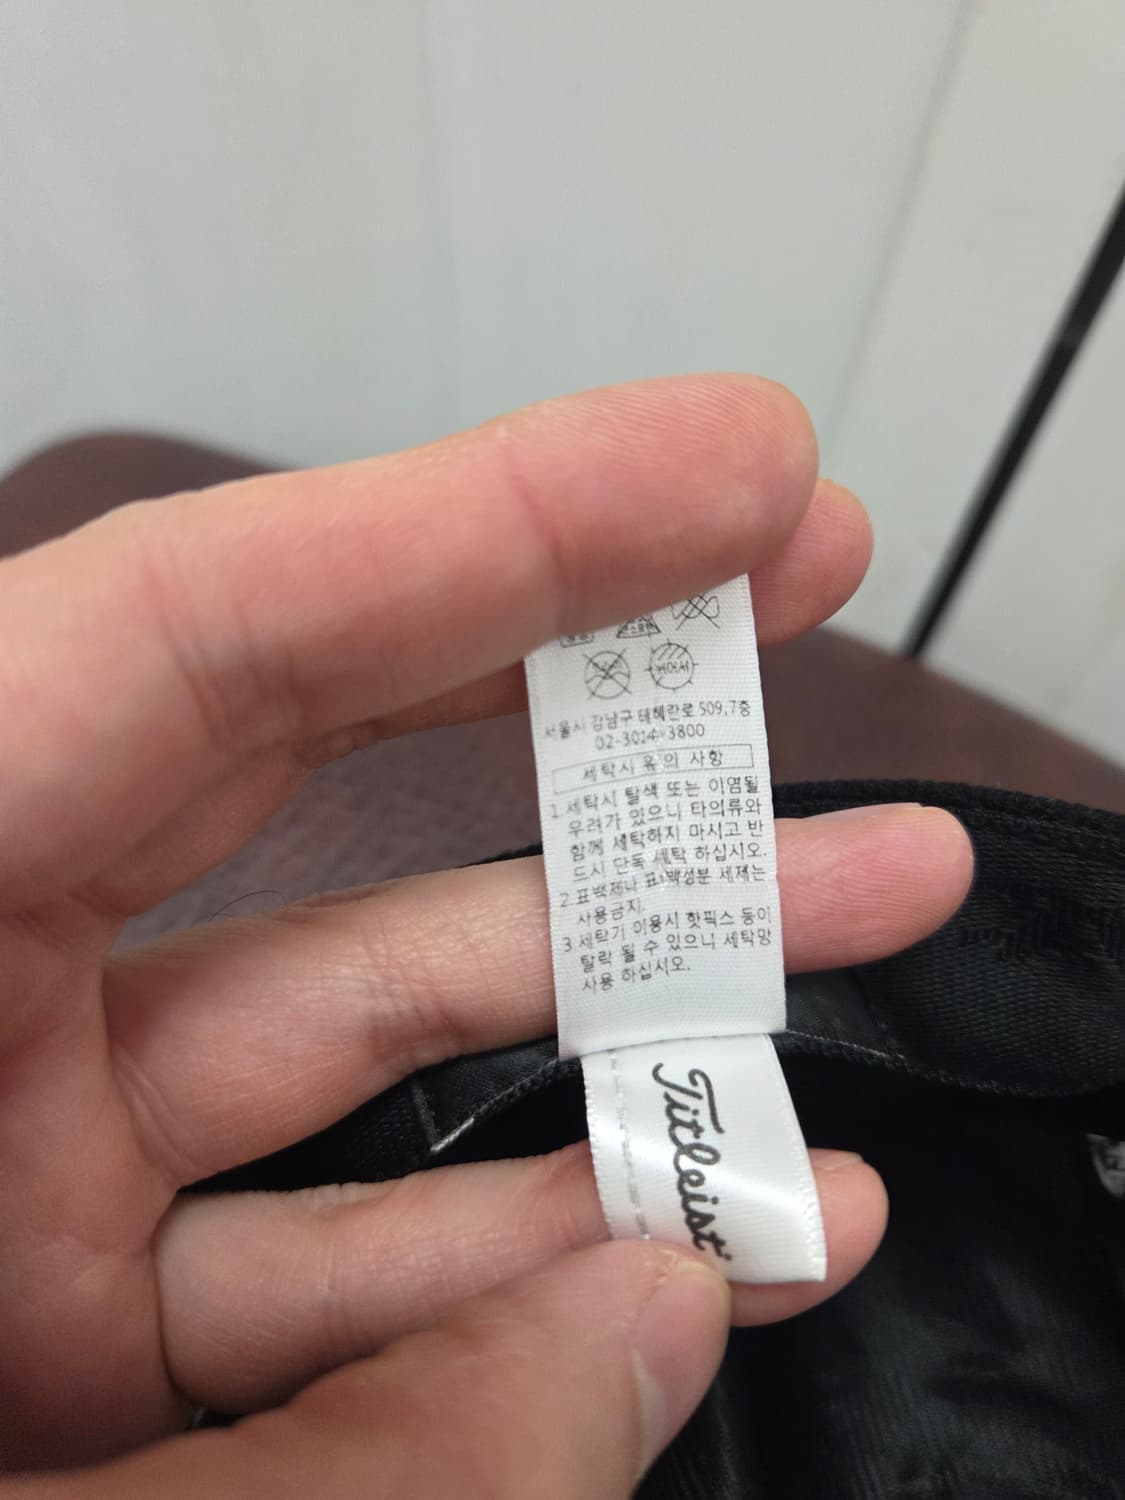 서울시 강남구 테헤란로 509, 7층
02-3014-3800
세탁시 유의 사항
1. 세탁시 탈색 또는 이염될
우려가 있으니 타의류와
함께 세탁하지 마시고 반
드시 단독 세탁 하십시오.
2. 표백제나 표백성분 세제는
사용금지.
3. 세탁기 이용시 핫픽스 등이
탈락 될 수 있으니 세탁망
사용 하십시오.
Titleist